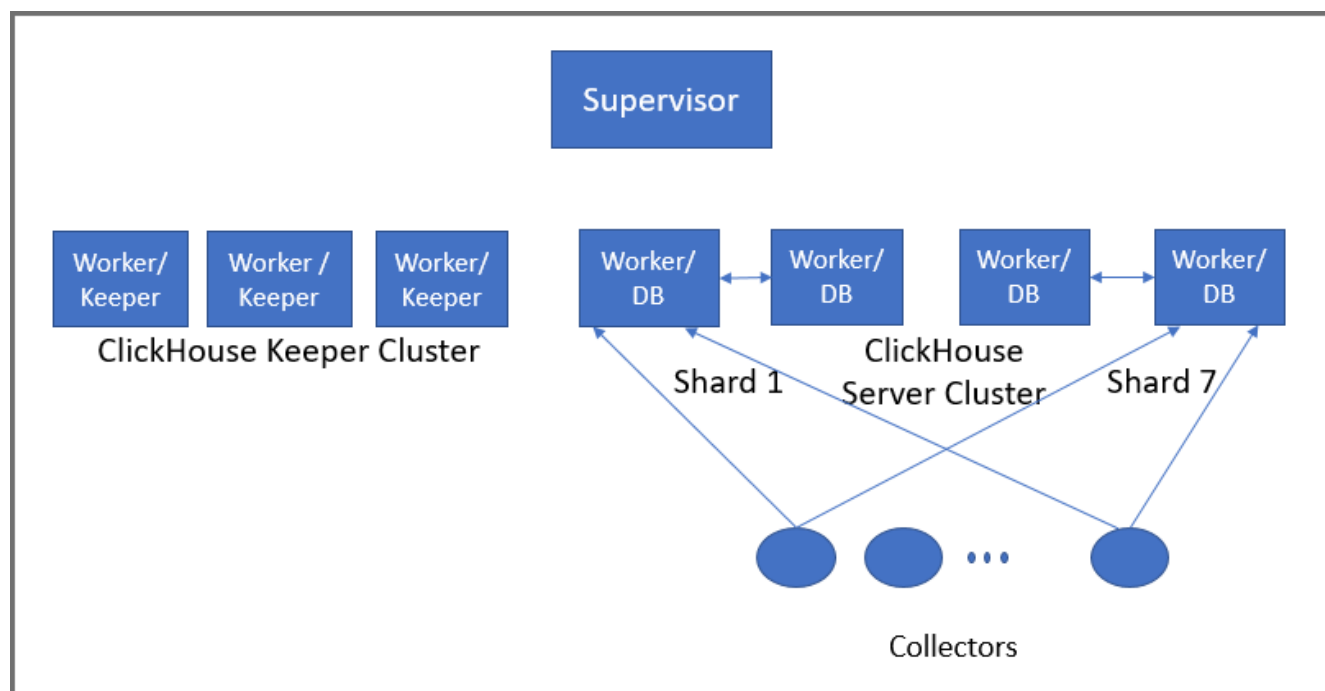 Supervisor
Worker/
Keeper
Worker /
Keeper
Worker/
Keeper
Worker/
DB
Worker/
DB
Worker/
DB
Worker/
DB
ClickHouse Keeper Cluster
Shard 1
ClickHouse
Server Cluster
Shard 7
Collectors